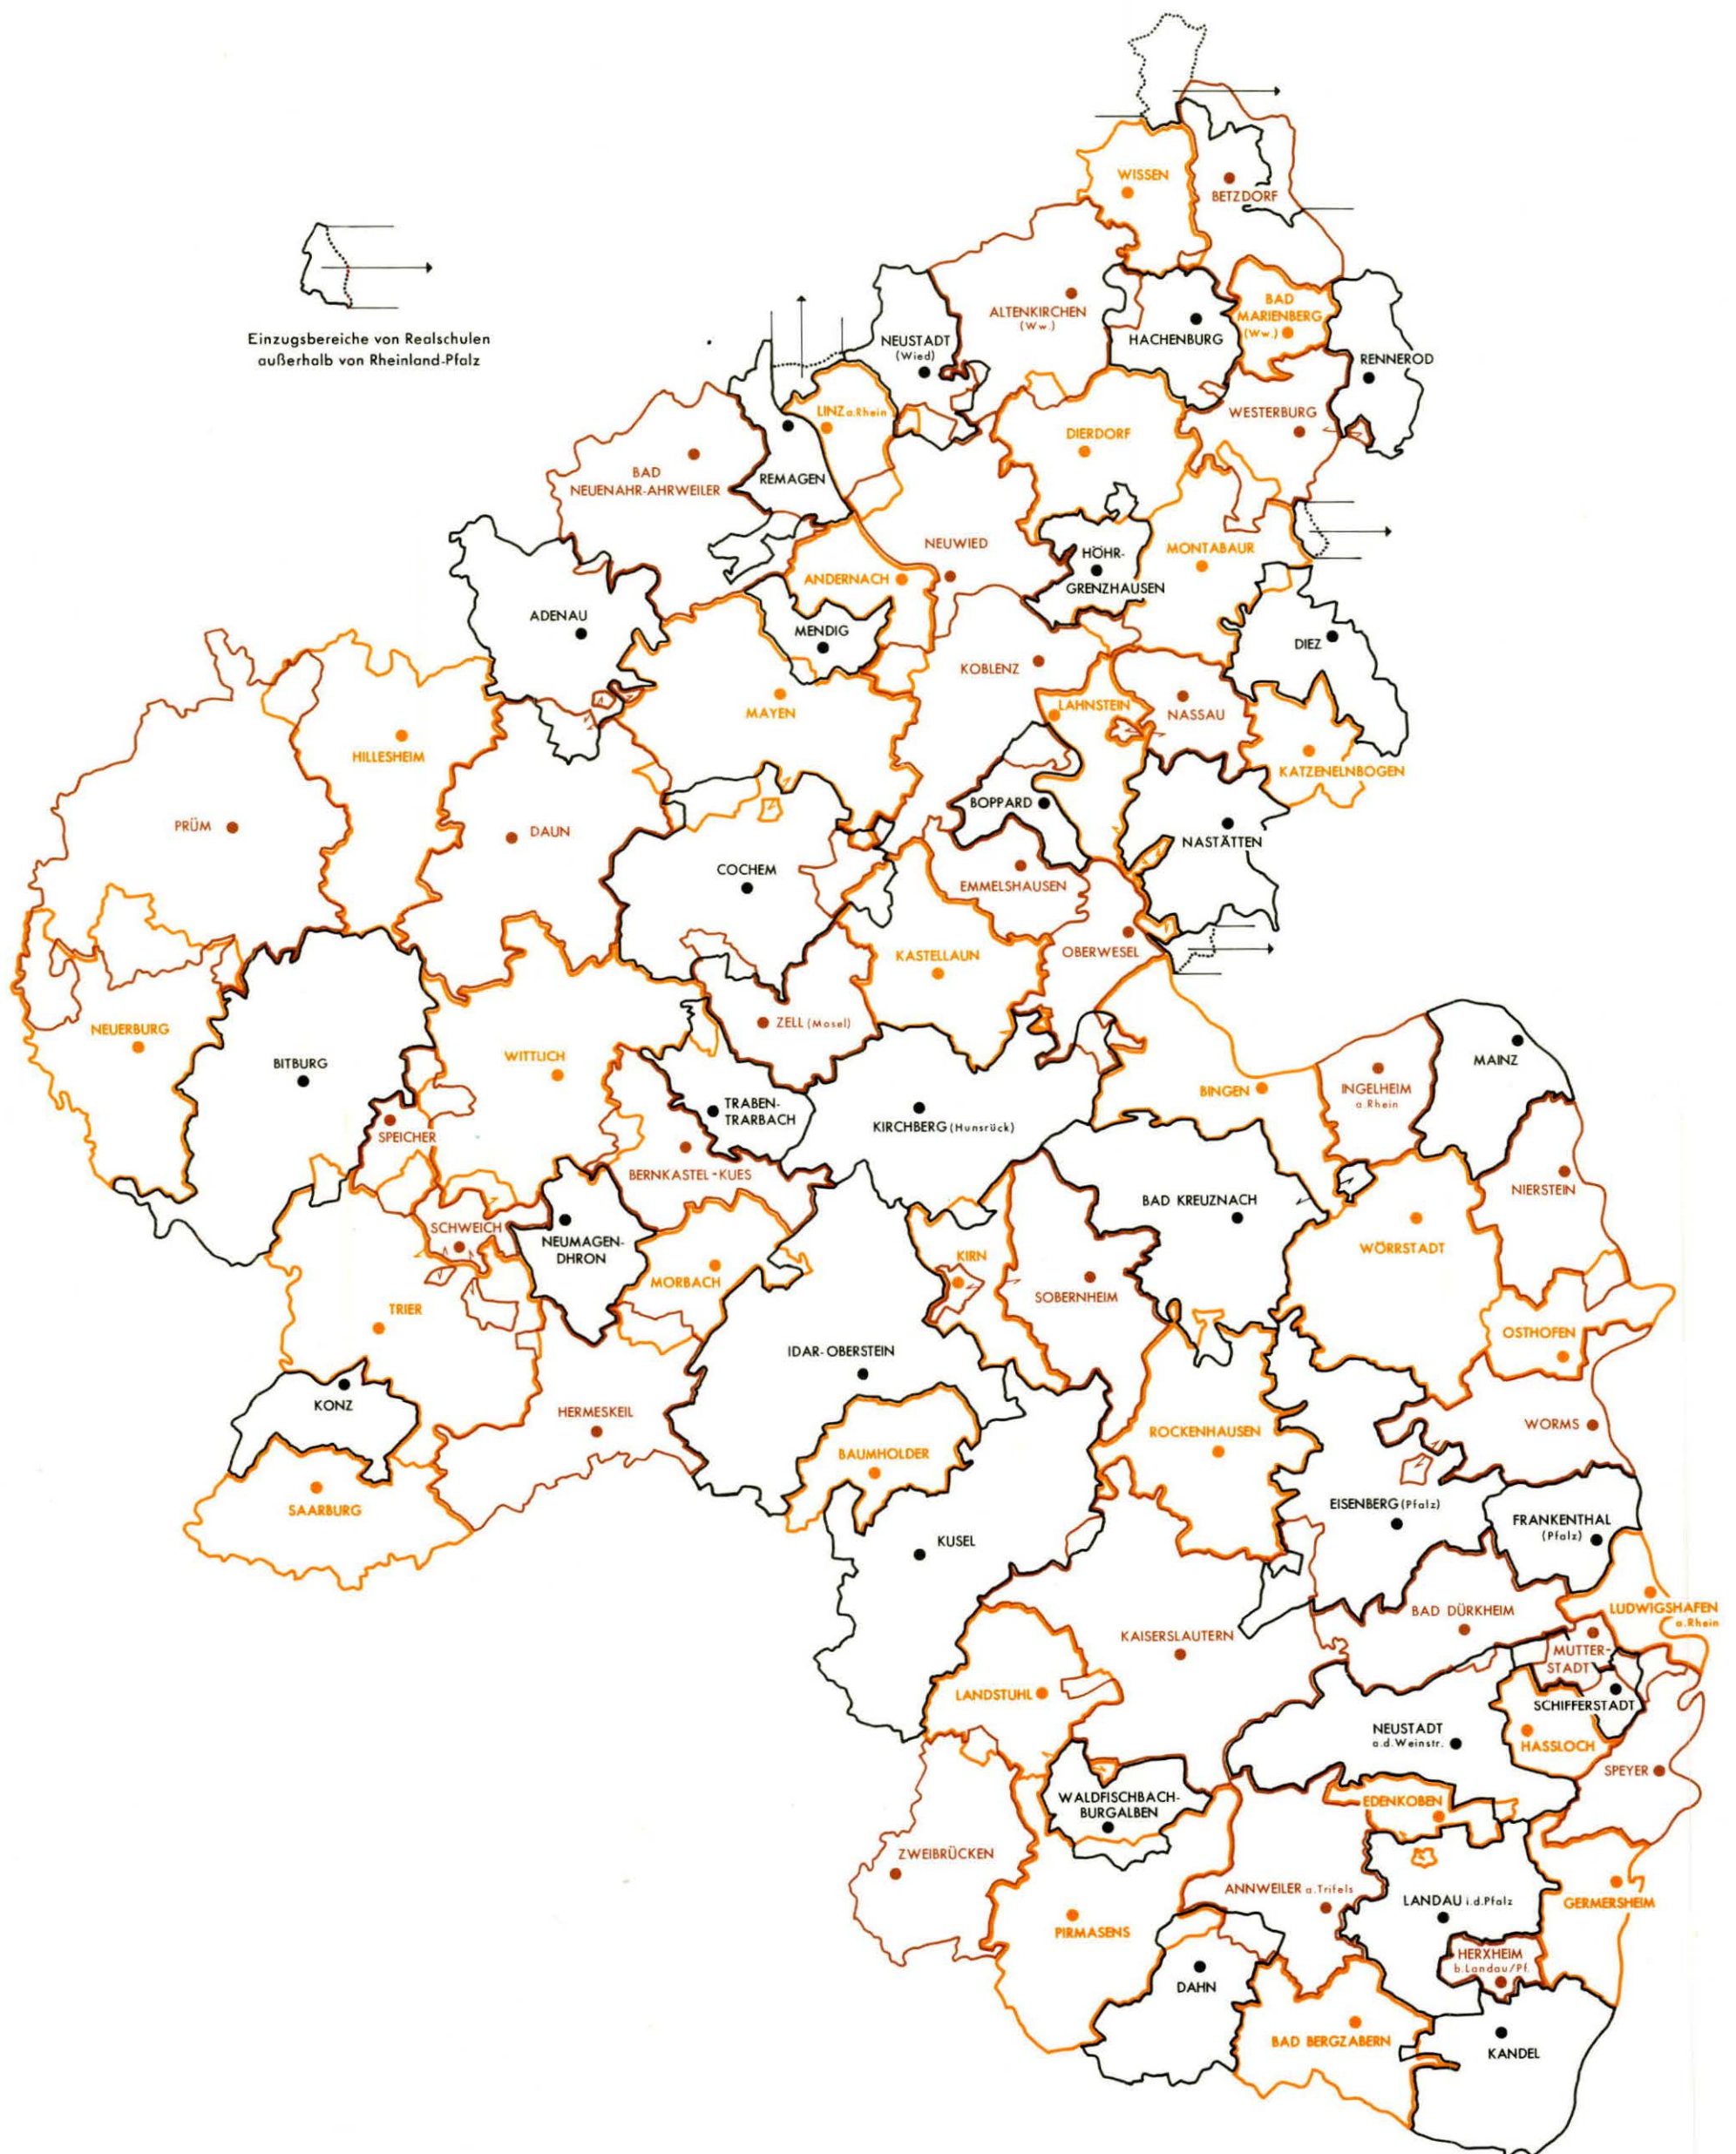 WISSEN
BETZDORF
Einzugsbereiche von Realschulen
außerhalb von Rheinland-Pfalz
ALTENKIRCHEN
(Ww.)
HACHENBURG
BAD
MARIENBERG
(Ww.)
NEUSTADT
(Wied)
RENNEROD
LINZ a.Rhein
WESTERBURG
DIERDORF
BAD
NEUENAHR-AHRWEILER
REMAGEN
NEUWIED
HÖHR-
GRENZHAUSEN
MONTABAUR
ANDERNACH
ADENAU
MENDIG
DIEZ
KOBLENZ
LAHNSTEIN
NASSAU
MAYEN
HILLESHEIM
KATZENELNBOGEN
BOPPARD
PRÜM
DAUN
NASTÄTTEN
COCHEM
EMMELSHAUSEN
KASTELLAUN
OBERWESEL
NEUERBURG
ZELL (Mosel)
BITBURG
WITTLICH
MAINZ
BINGEN
INGELHEIM
a.Rhein
TRABEN-
TRARBACH
KIRCHBERG (Hunsrück)
SPEICHER
BERNKASTEL-KUES
NIERSTEIN
BAD KREUZNACH
SCHWEICH
NEUMAGEN-
DHRON
WÖRRSTADT
KIRN
MORBACH
SOBERNHEIM
TRIER
OSTHOFEN
IDAR-OBERSTEIN
KONZ
HERMESKEIL
WORMS
ROCKENHAUSEN
BAUMHOLDER
SAARBURG
EISENBERG (Pfalz)
FRANKENTHAL
(Pfalz)
KUSEL
LUDWIGSHAFEN
a.Rhein
BAD DÜRKHEIM
KAISERSLAUTERN
MUTTER-
STADT
LANDSTUHL
SCHIFFERSTADT
NEUSTADT
a.d.Weinstr.
HASSLOCH
SPEYER
WALDFISCHBACH-
BURGALBEN
EDENKOBEN
ZWEIBRÜCKEN
ANNWEILER a.Trifels
LANDAU i.d.Pfalz
GERMERSHEIM
PIRMASENS
HERXHEIM
b.Landau/Pf.
DAHN
BAD BERGZABERN
KANDEL